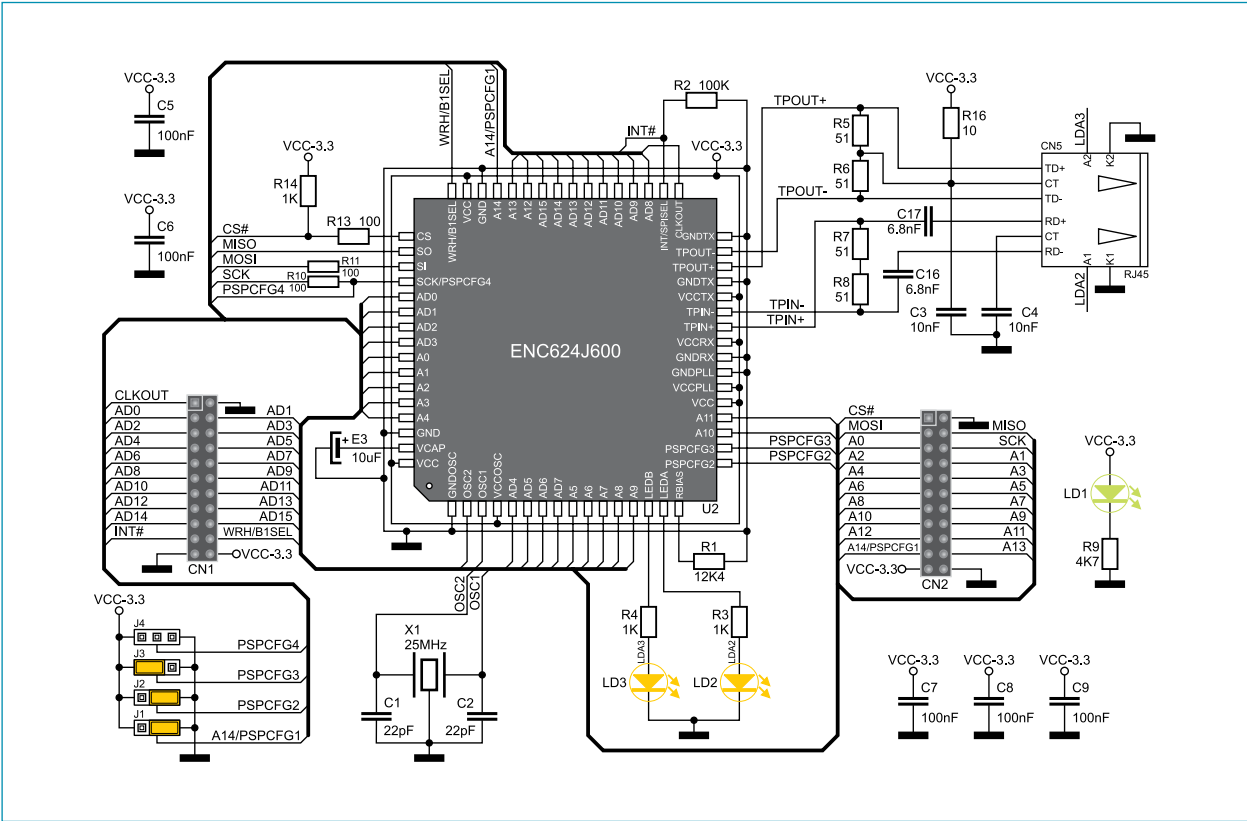 VCC-3.3
C5
100nF
VCC-3.3
C6
100nF
VCC-3.3
R14
1K
R13 100
CS#
MISO
MOSI
SCK
PSPCFG4
R11
100
R10
100
WRH/B1SEL
A14/PSPCFG1
INT#
R2 100K
VCC-3.3
TPOUT+
TPOUT-
TPIN-
TPIN+
R5
51
R6
51
R7
51
R8
51
C17
6.8nF
C16
6.8nF
VCC-3.3
R16
10
C3
10nF
C4
10nF
CN5
LDA3
A2
K2
TD+
CT
TD-
RD+
CT
RD-
A1
K1
LDA2
RJ45
WRH/B1SEL
VCC
GND
A14
A13
A12
AD15
AD14
AD13
AD12
AD11
AD10
AD9
AD8
INT/SPISEL
CLKOUT
CS
SO
SI
SCK/PSPCFG4
AD0
AD1
AD2
AD3
A0
A1
A2
A3
A4
GND
VCAP
VCC
ENC624J600
GNDTX
TPOUT-
TPOUT+
GNDTX
VCCTX
TPIN-
TPIN+
VCCRX
GNDRX
GNDPLL
VCCPLL
VCC
A11
A10
PSPCFG3
PSPCFG2
GNDOSC
OSC2
OSC1
VCCOSC
AD4
AD5
AD6
AD7
A5
A6
A7
A8
A9
LEDB
LEDA
RBIAS
U2
PSPCFG3
PSPCFG2
+ E3
10uF
CLKOUT
AD0 AD1
AD2 AD3
AD4 AD5
AD6 AD7
AD8 AD9
AD10 AD11
AD12 AD13
AD14 AD15
INT# WRH/B1SEL
VCC-3.3
CN1
CS#
MOSI MISO
A0 SCK
A2 A1
A4 A3
A6 A5
A8 A7
A10 A9
A12 A11
A14/PSPCFG1 A13
VCC-3.3
CN2
VCC-3.3
LD1
R9
4K7
R1
12K4
OSC2
OSC1
X1
25MHz
C1
22pF
C2
22pF
R4
1K
LDA3
LD3
R3
1K
LDA2
LD2
VCC-3.3
J4
PSPCFG4
J3
PSPCFG3
J2
PSPCFG2
J1
A14/PSPCFG1
VCC-3.3
C7
100nF
VCC-3.3
C8
100nF
VCC-3.3
C9
100nF